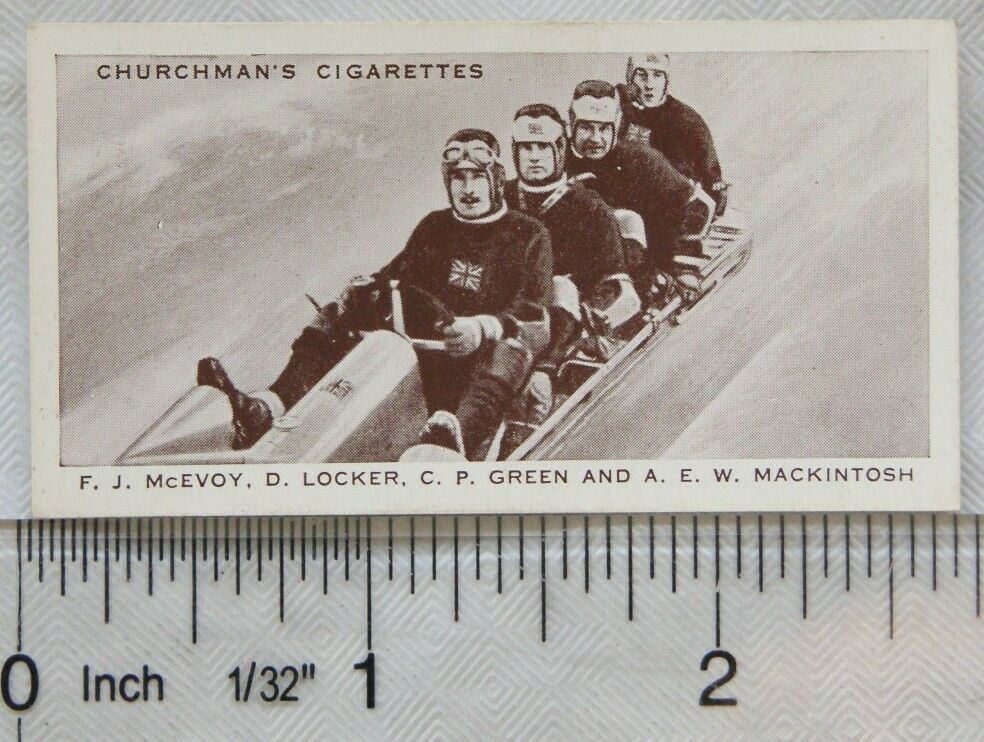 CHURCHMAN'S CIGARETTES
F. J. McEVOY, D. LOCKER, C. P. GREEN AND A. E. W. MACKINTOSH
0 Inch 1/32" 1 2